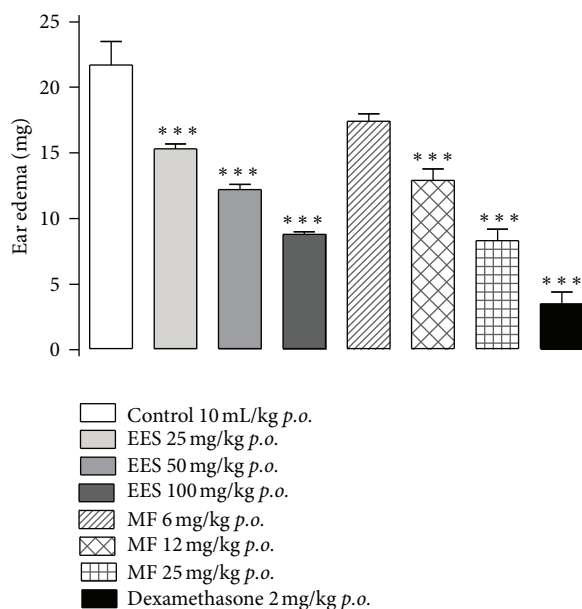 25
20
15
10
5
0
Ear edema (mg)
***
***
***
***
***
***
Control 10 mL/kg p.o.
EES 25 mg/kg p.o.
EES 50 mg/kg p.o.
EES 100 mg/kg p.o.
MF 6 mg/kg p.o.
MF 12 mg/kg p.o.
MF 25 mg/kg p.o.
Dexamethasone 2 mg/kg p.o.